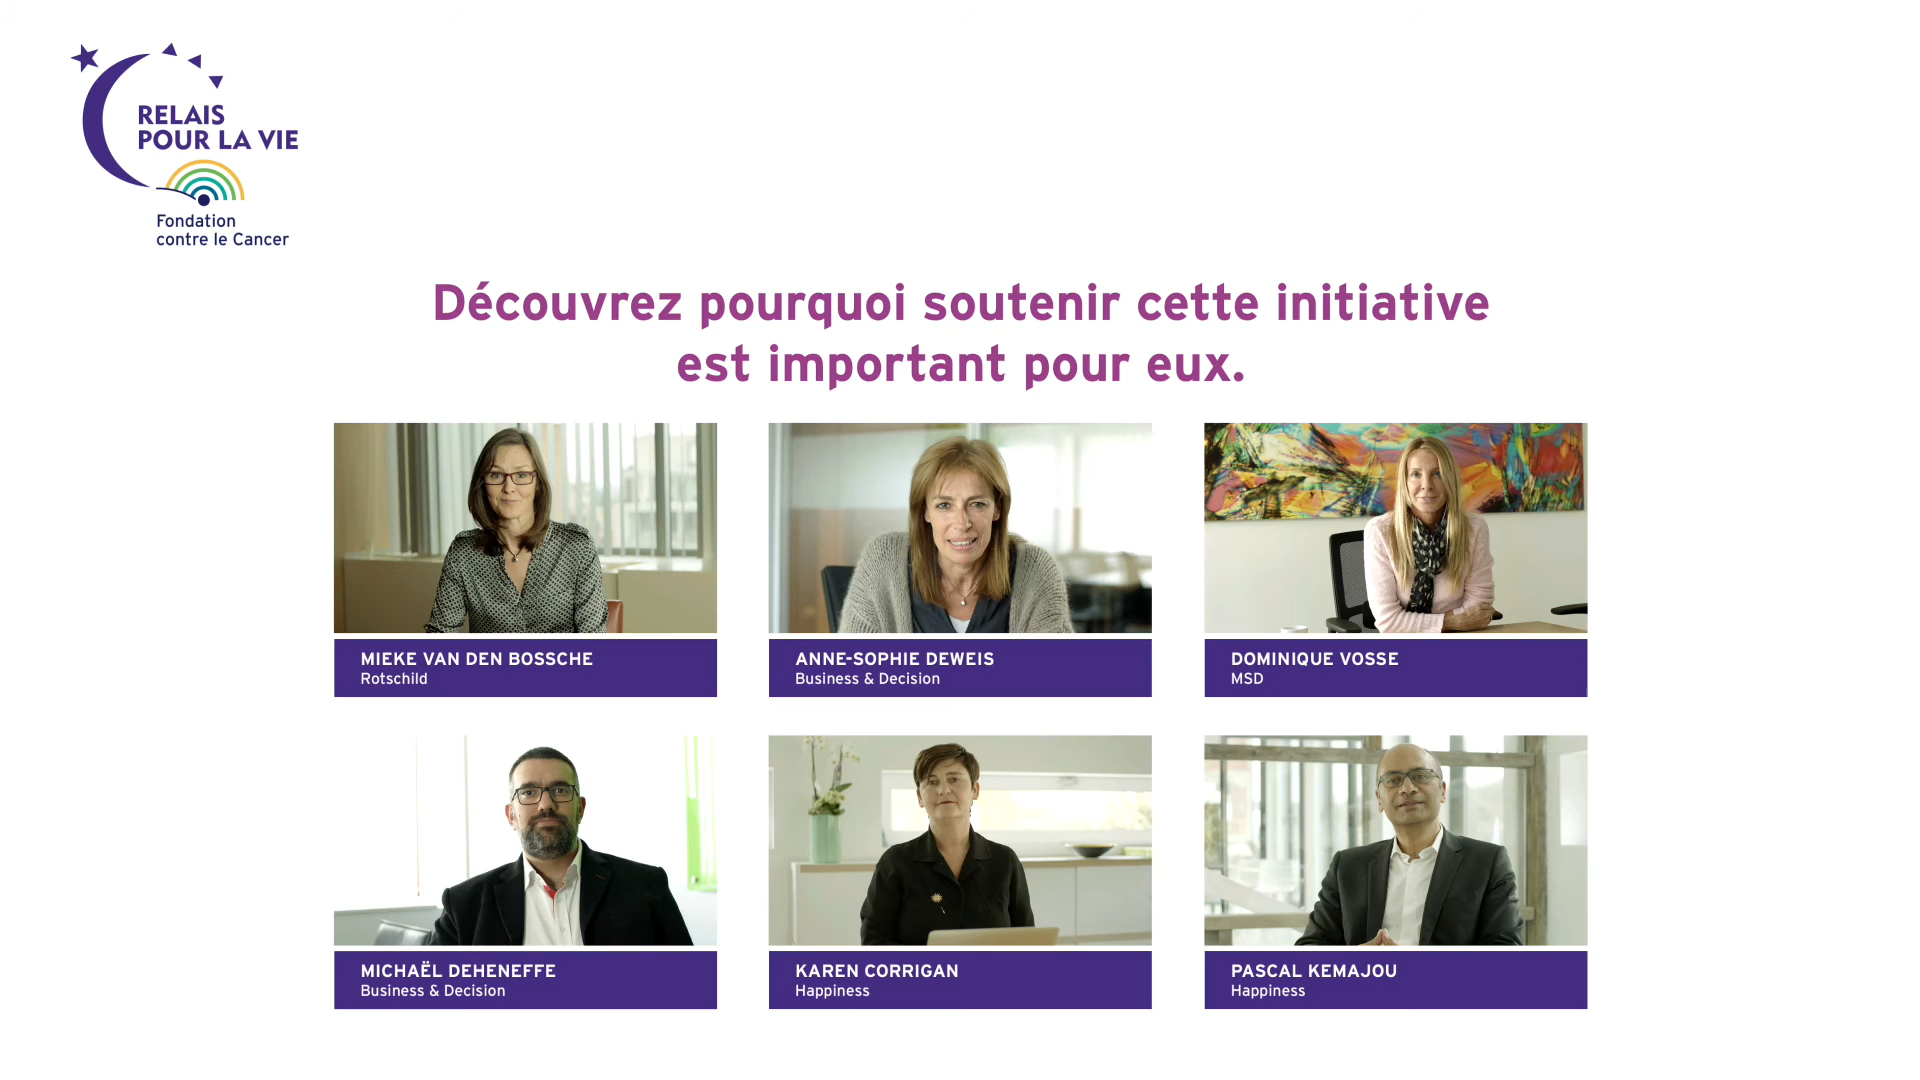 RELAIS
POUR LA VIE
Fondation
contre le Cancer
Découvrez pourquoi soutenir cette initiative
est important pour eux.
MIEKE VAN DEN BOSSCHE
Rotschild
ANNE-SOPHIE DEWEIS
Business & Decision
DOMINIQUE VOSSE
MSD
MICHAËL DEHENEFFE
Business & Decision
KAREN CORRIGAN
Happiness
PASCAL KEMAJOU
Happiness